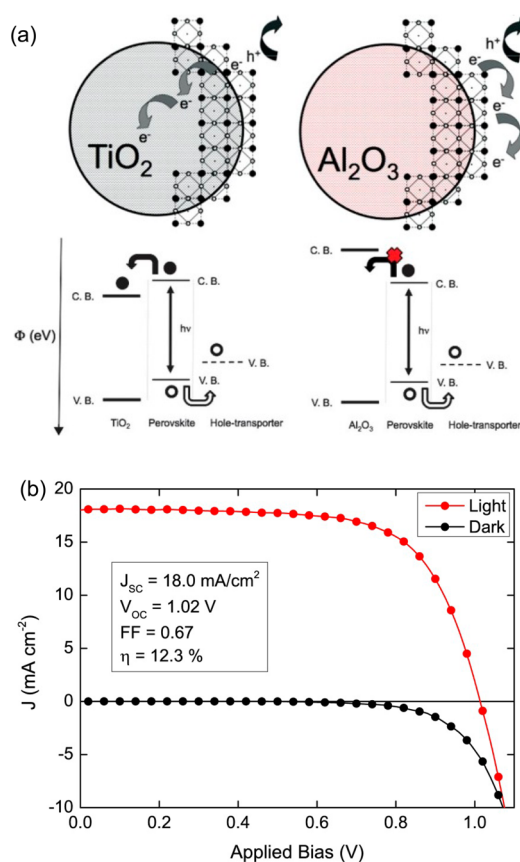 (a)
h⁺
e⁻
e⁻
e⁻
TiO₂
h⁺
e⁻
e⁻
e⁻
Al₂O₃
Φ (eV)
C. B.
C. B.
hν
V. B.
V. B.
V. B.
TiO₂ Perovskite Hole-transporter
C. B.
C. B.
hν
V. B.
V. B.
V. B.
Al₂O₃ Perovskite Hole-transporter
(b)
20
15
10
5
0
-5
-10
J (mA cm⁻²)
Light
Dark
J_SC = 18.0 mA/cm²
V_OC = 1.02 V
FF = 0.67
η = 12.3 %
0.0 0.2 0.4 0.6 0.8 1.0
Applied Bias (V)